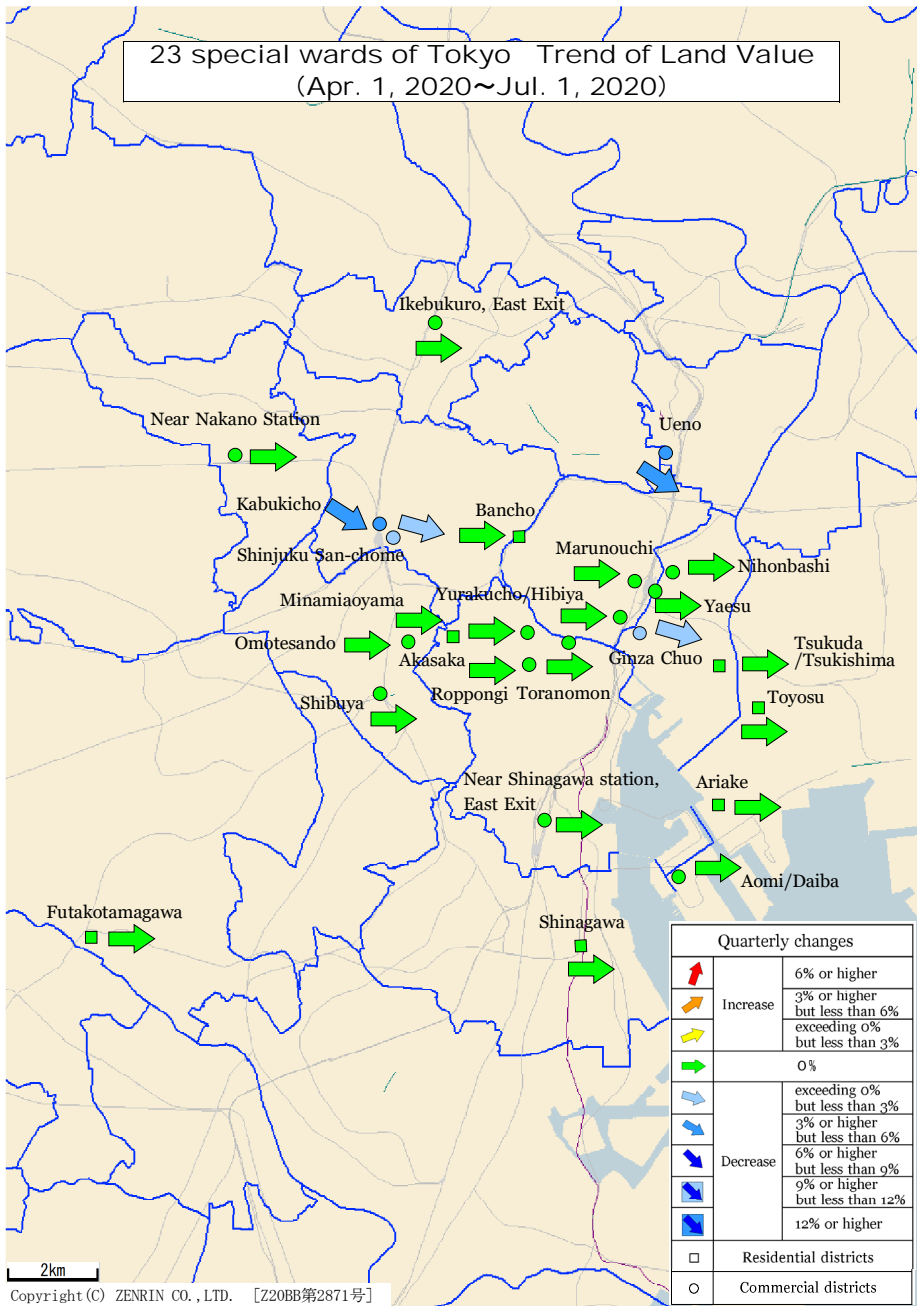 23 special wards of Tokyo Trend of Land Value
(Apr. 1, 2020~Jul. 1, 2020)
Ikebukuro, East Exit
Near Nakano Station
Ueno
Kabukicho
Bancho
Shinjuku San-chome
Marunouchi
Nihonbashi
Minamiaoyama
Yurakucho/Hibiya
Yaesu
Omotesando
Akasaka
Ginza Chuo
Tsukuda
/Tsukishima
Shibuya
Roppongi
Toranomon
Toyosu
Near Shinagawa station,
East Exit
Ariake
Aomi/Daiba
Futakotamagawa
Shinagawa
Quarterly changes
Increase
6% or higher
3% or higher
but less than 6%
exceeding 0%
but less than 3%
0%
Decrease
exceeding 0%
but less than 3%
3% or higher
but less than 6%
6% or higher
but less than 9%
9% or higher
but less than 12%
12% or higher
Residential districts
Commercial districts
2km
Copyright(C) ZENRIN CO.,LTD. [Z20BB第2871号]